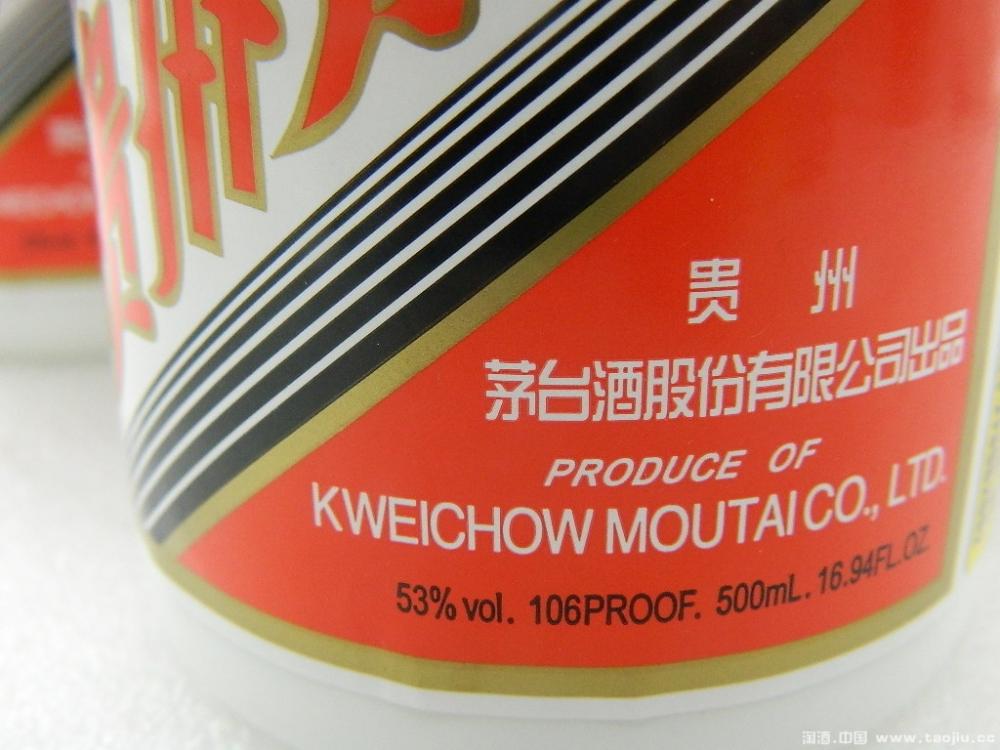 贵 州
茅台酒股份有限公司出品
PRODUCE OF
KWEICHOW MOUTAI CO., LTD.
53% vol. 106PROOF. 500mL. 16.94FL.OZ.
淘酒.中国 www.taojiu.cc